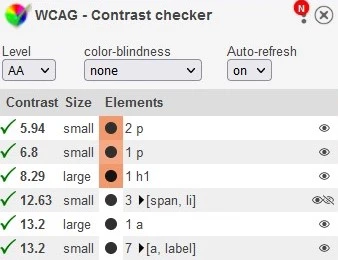 WCAG - Contrast checker
N
Level color-blindness Auto-refresh
AA none on
Contrast Size Elements
5.94 small 2 p
6.8 small 1 p
8.29 large 1 h1
12.63 small 3 [span, li]
13.2 large 1 a
13.2 small 7 [a, label]